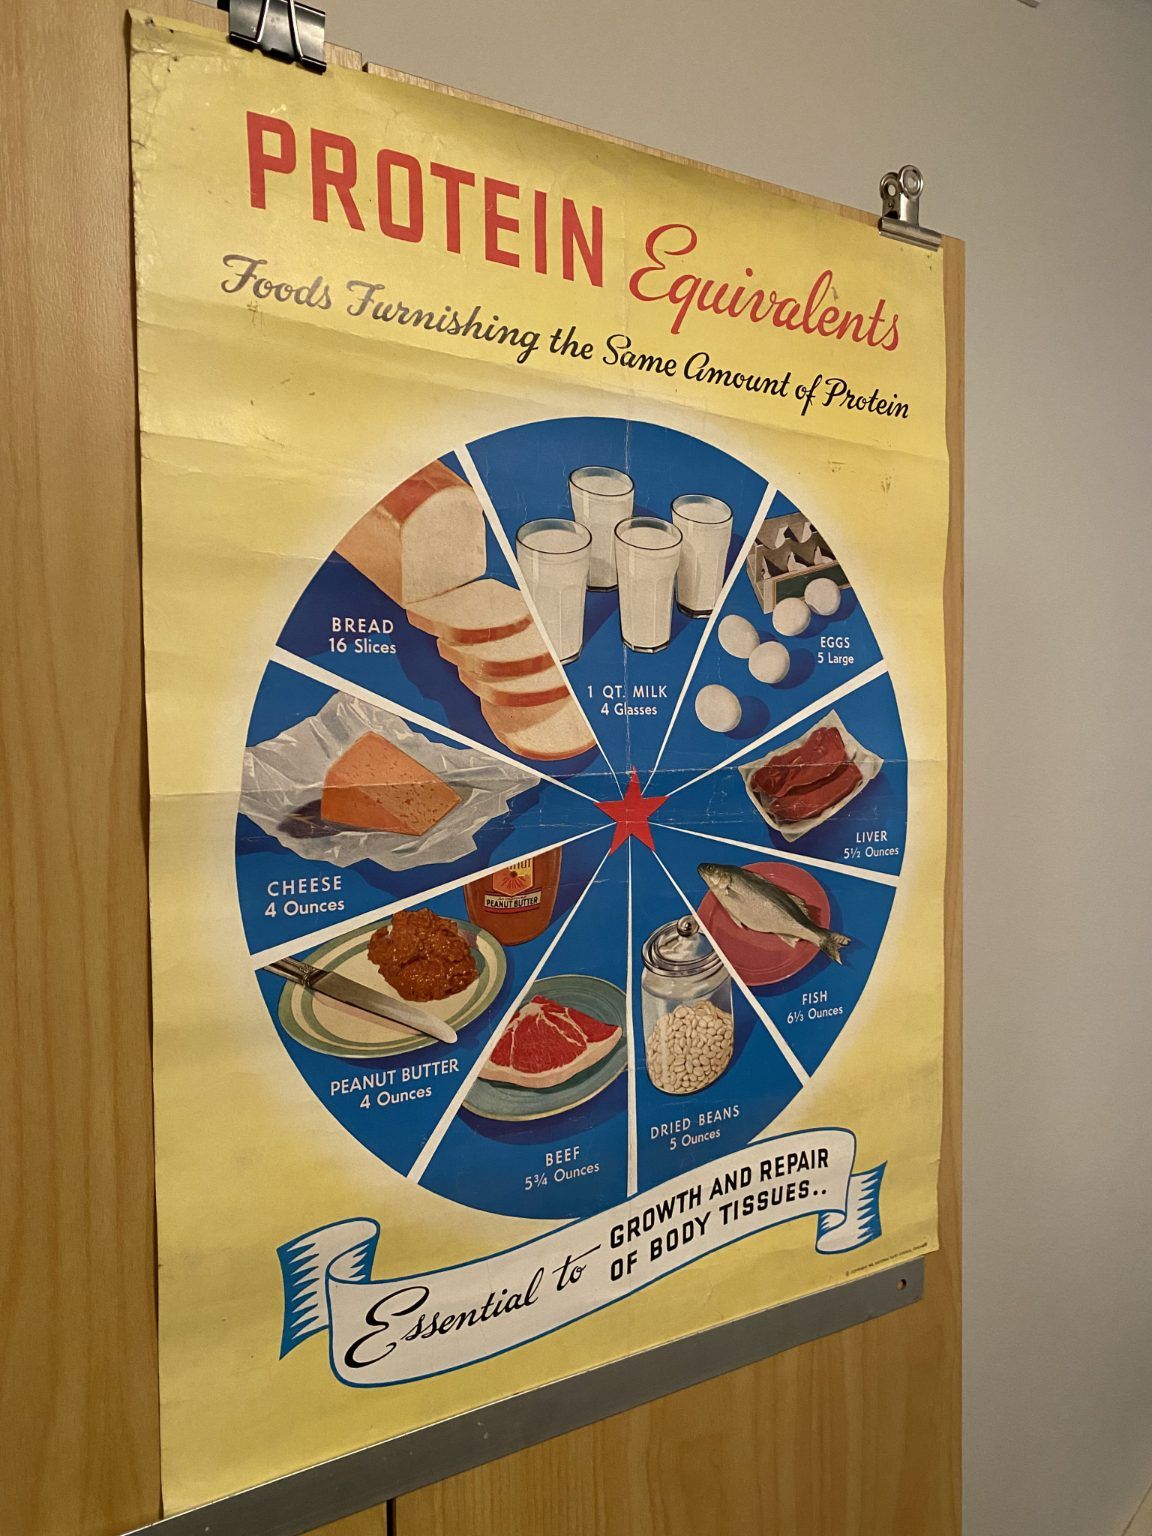 PROTEIN Equivalents
Foods Furnishing the Same Amount of Protein
1 QT. MILK
4 Glasses
EGGS
5 Large
LIVER
5½ Ounces
FISH
6⅓ Ounces
DRIED BEANS
5 Ounces
BEEF
5¾ Ounces
PEANUT BUTTER
PEANUT BUTTER
4 Ounces
CHEESE
4 Ounces
BREAD
16 Slices
Essential to
GROWTH AND REPAIR
OF BODY TISSUES..